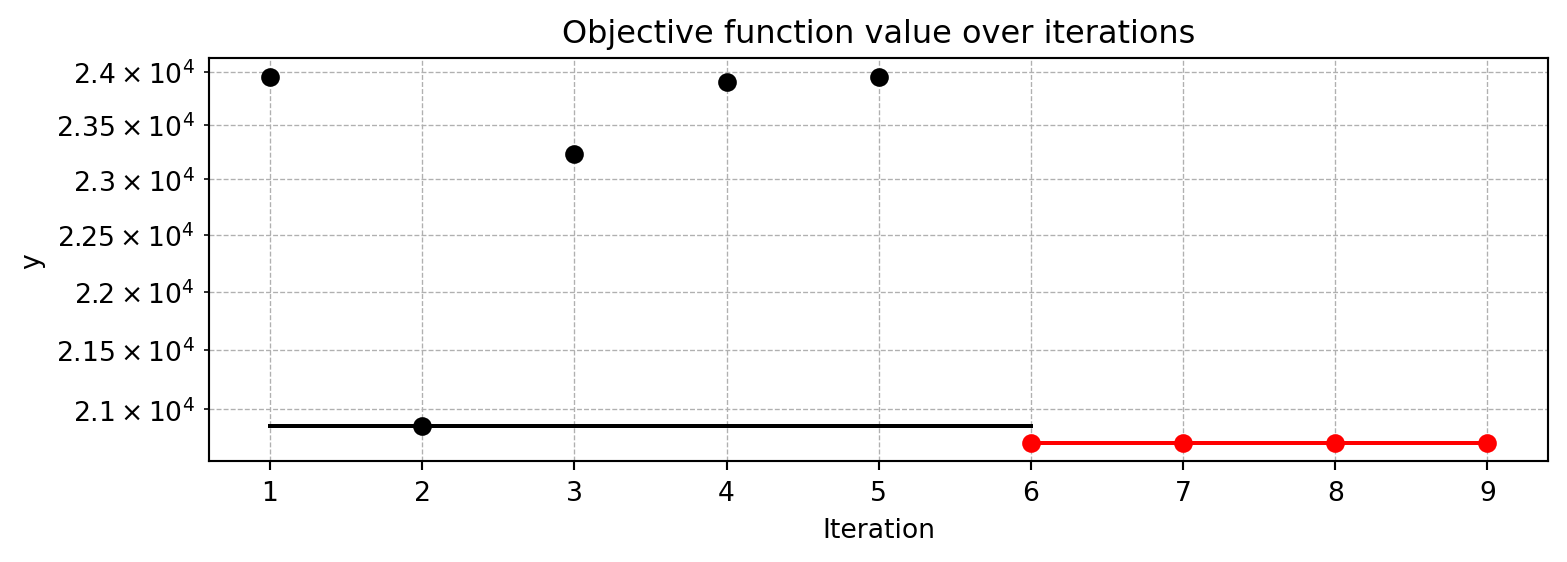 Objective function value over iterations
2.4 × 10⁴
2.35 × 10⁴
2.3 × 10⁴
2.25 × 10⁴
2.2 × 10⁴
2.15 × 10⁴
2.1 × 10⁴
y
1 2 3 4 5 6 7 8 9
Iteration